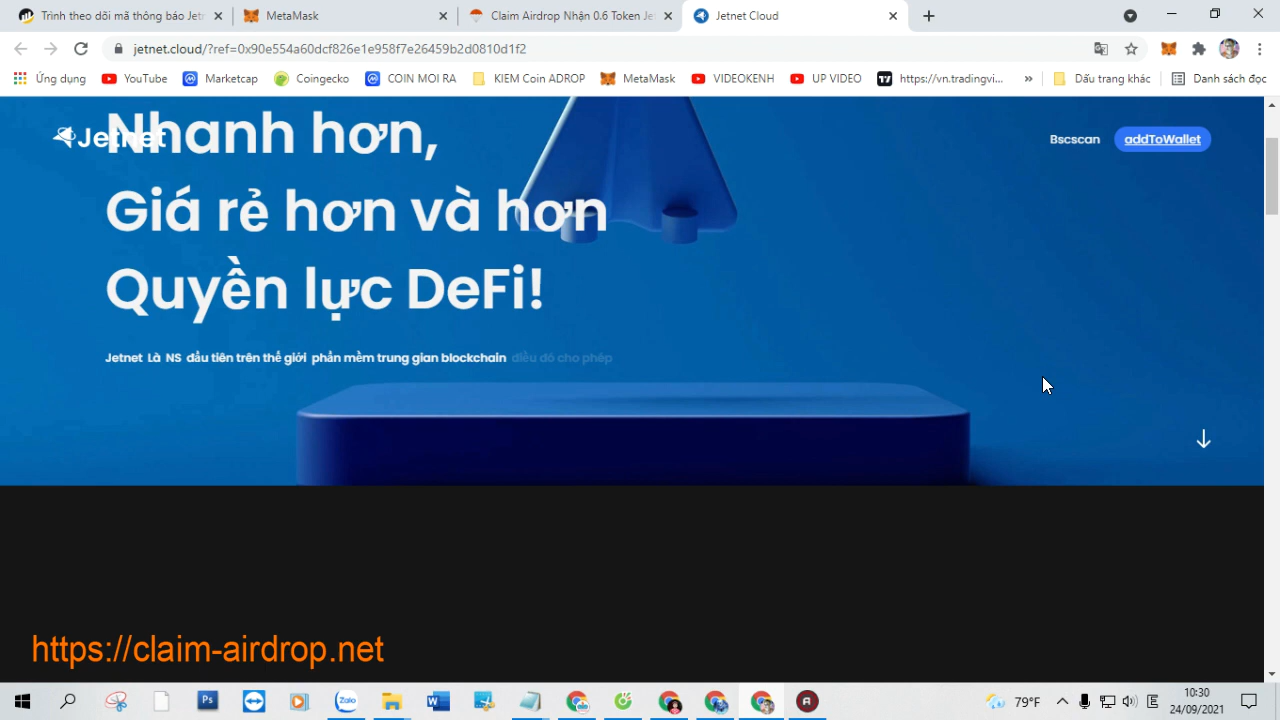 Trình theo dõi mã thông báo Jetn
MetaMask
Claim Airdrop Nhận 0.6 Token Je
Jetnet Cloud
jetnet.cloud/?ref=0x90e554a60dcf826e1e958f7e26459b2d0810d1f2
Ứng dụng
YouTube
Marketcap
Coingecko
COIN MOI RA
KIEM Coin ADROP
MetaMask
VIDEOKENH
UP VIDEO
https://vn.tradingvi...
»
Dấu trang khác
Danh sách đọc
Jetnet
Bscscan
addToWallet
Nhanh hơn,
Giá rẻ hơn và hơn
Quyền lực DeFi!
Jetnet Là NS đầu tiên trên thế giới phần mềm trung gian blockchain điều đó cho phép
https://claim-airdrop.net
Ps
Zalo
79°F
E
10:30
24/09/2021